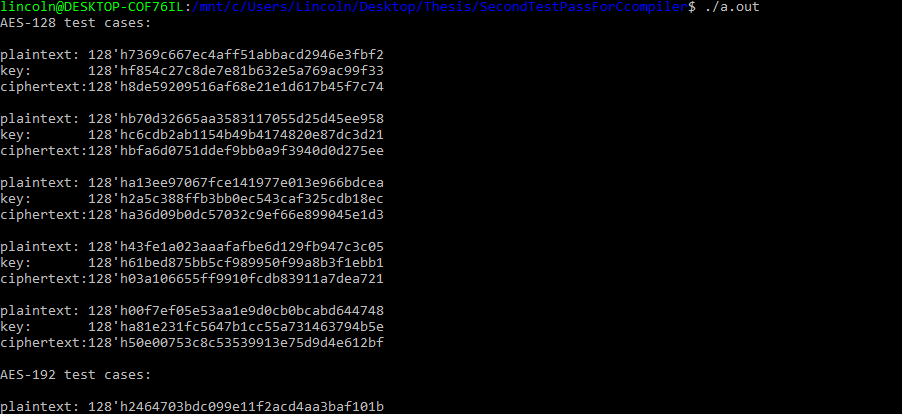 lincoln@DESKTOP-COF76IL:/mnt/c/Users/Lincoln/Desktop/Thesis/SecondTestPassForCcompiler$ ./a.out
AES-128 test cases:
plaintext: 128'h7369c667ec4aff51abbacd2946e3fbf2
key: 128'hf854c27c8de7e81b632e5a769ac99f33
ciphertext:128'h8de59209516af68e21e1d617b45f7c74
plaintext: 128'hb70d32665aa3583117055d25d45ee958
key: 128'hc6cdb2ab1154b49b4174820e87dc3d21
ciphertext:128'hbfa6d0751ddef9bb0a9f3940d0d275ee
plaintext: 128'ha13ee97067fce141977e013e966bdcea
key: 128'h2a5c388ffb3bb0ec543caf325cdb18ec
ciphertext:128'ha36d09b0dc57032c9ef66e899045e1d3
plaintext: 128'h43fe1a023aaafafbe6d129fb947c3c05
key: 128'h61bed875bb5cf989950f99a8b3f1ebb1
ciphertext:128'h03a106655ff9910fcdb83911a7dea721
plaintext: 128'h00f7ef05e53aa1e9d0cb0bcabd644748
key: 128'ha81e231fc5647b1cc55a731463794b5e
ciphertext:128'h50e00753c8c53539913e75d9d4e612bf
AES-192 test cases:
plaintext: 128'h2464703bdc099e11f2acd4aa3baf101b